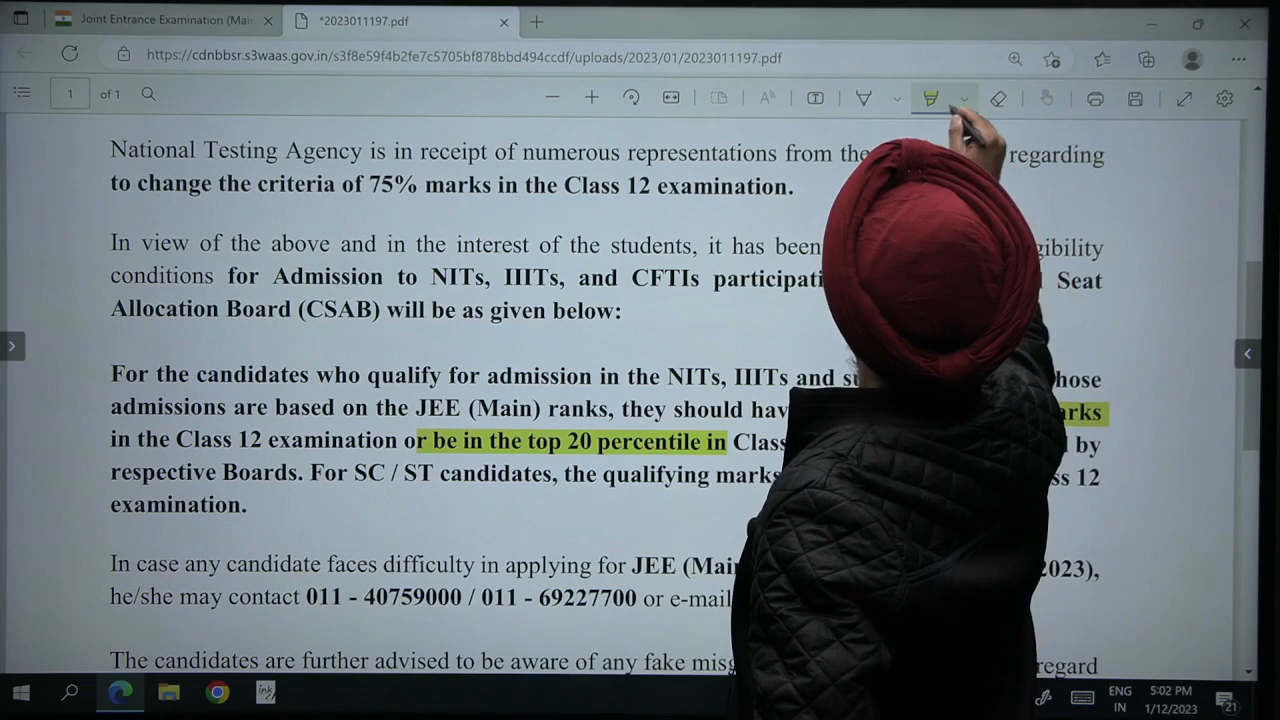 Joint Entrance Examination (Mai
*2023011197.pdf
https://cdnbbsr.s3waas.gov.in/s3f8e59f4b2fe7c5705bf878bbd494ccdf/uploads/2023/01/2023011197.pdf
1 of 1
National Testing Agency is in receipt of numerous representations from the regarding
to change the criteria of 75% marks in the Class 12 examination.
In view of the above and in the interest of the students, it has been
conditions for Admission to NITs, IIITs, and CFTIs Seat
Allocation Board (CSAB) will be as given below:
For the candidates who qualify for admission in the NITs, IIITs and
admissions are based on the JEE (Main) ranks, they should
in the Class 12 examination or be in the top 20 percentile in by
respective Boards. For SC / ST candidates, the qualifying 12
examination.
In case any candidate faces difficulty in applying for JEE 2023),
he/she may contact 011 - 40759000 / 011 - 69227700 or e-mail
The candidates are further advised to be aware of any fake regard
ENG
IN
5:02 PM
1/12/2023
21